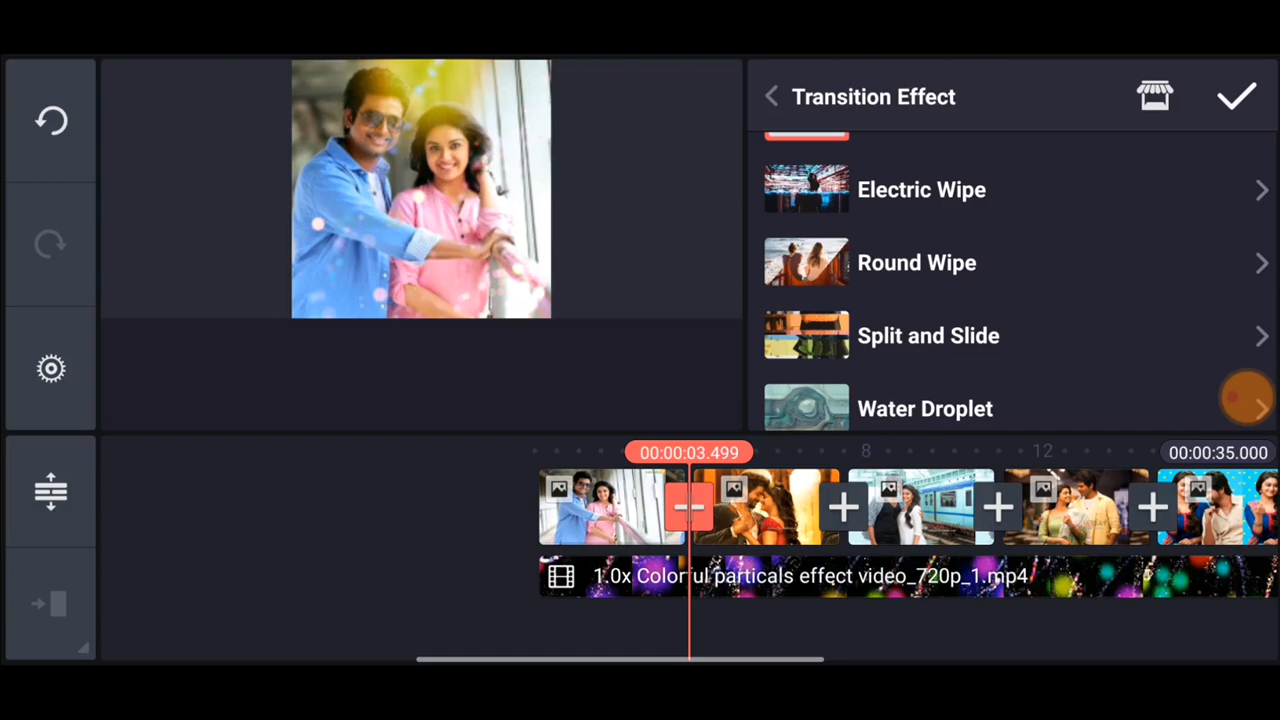 Transition Effect
Electric Wipe
Round Wipe
Split and Slide
Water Droplet
00:00:03.499
8
12
00:00:35.000
1.0x Colorful particals effect video_720p_1.mp4